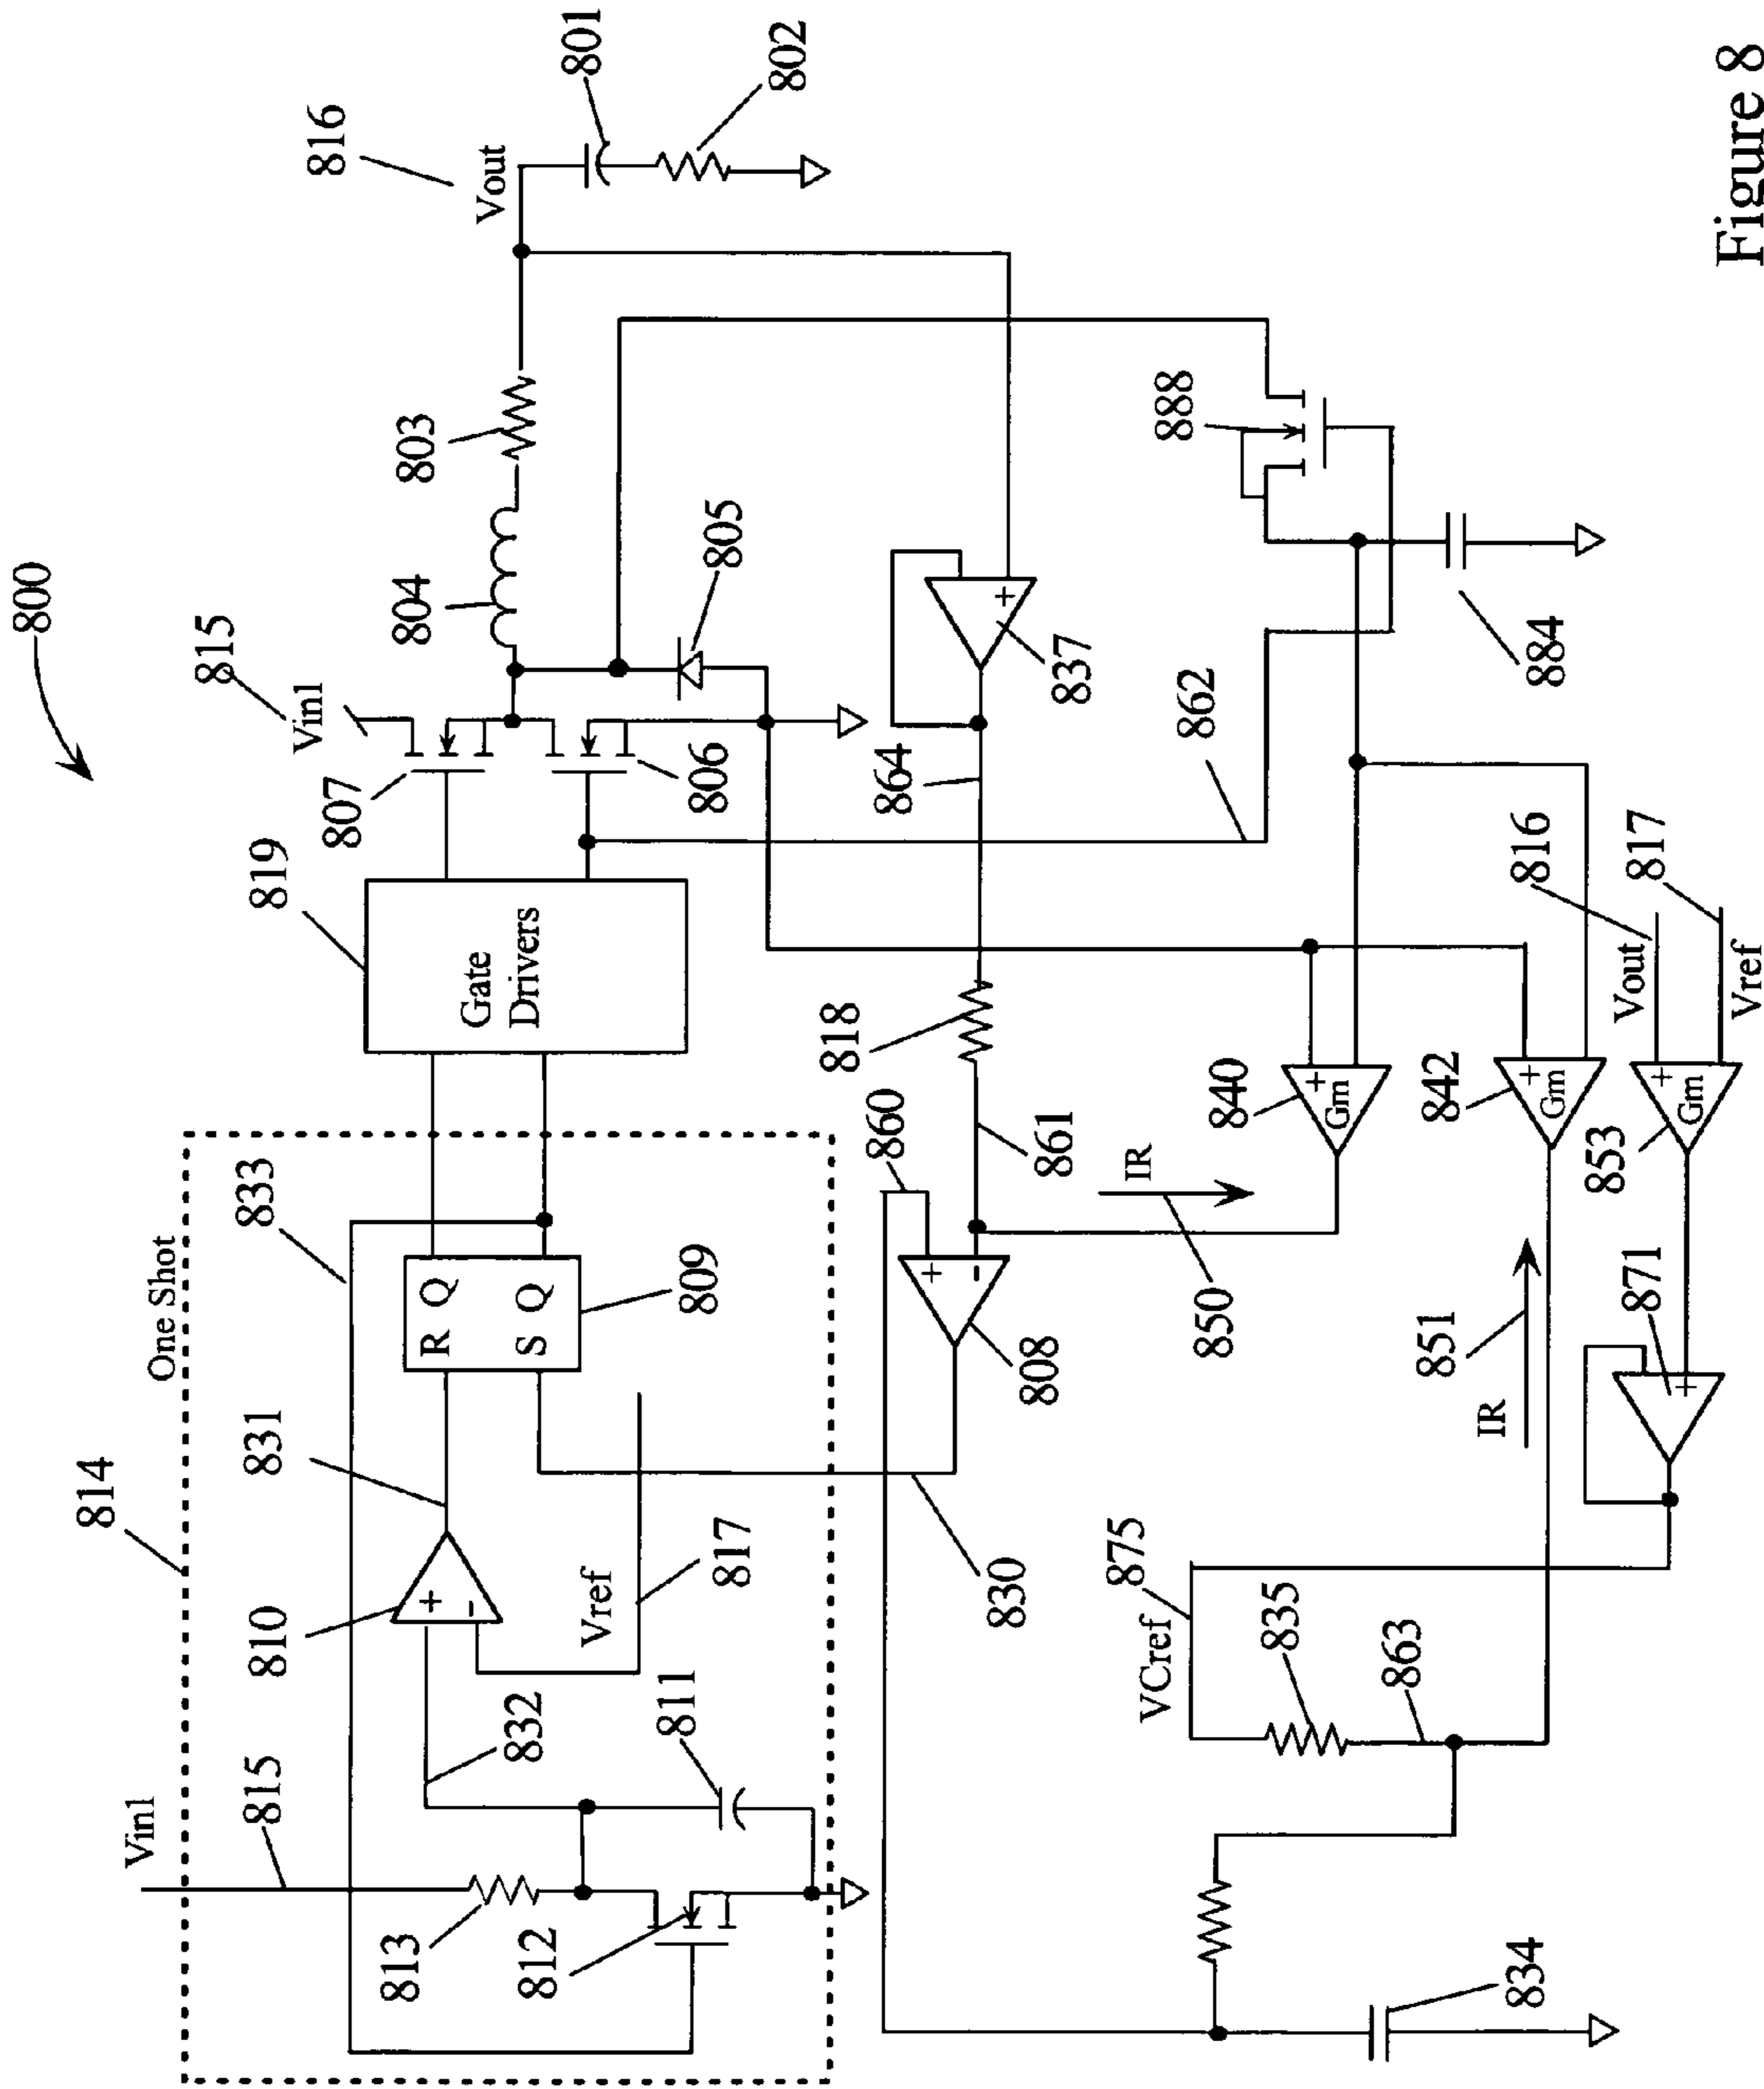 800
815
Vin1
807
804
803
816
Vout
801
802
805
806
819
Gate
Drivers
814
One Shot
833
Vin1
815
813
812
832
811
810
+
-
831
Vref
817
R Q
S Q
809
830
808
+
-
860
861
818
864
837
+
862
888
884
IR
850
840
+
Gm
842
+
Gm
816
Vout
817
Vref
853
+
Gm
871
+
IR
851
875
VCref
835
863
834
Figure 8